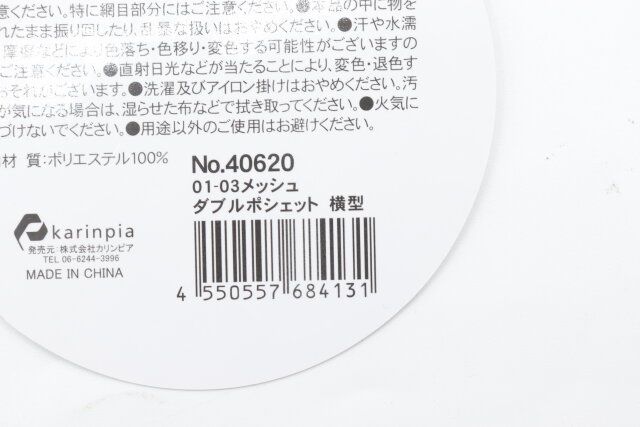 意ください。特に網目部分にはご注意ください。●本品の中に物を
れたまま振り回したり、乱暴な扱いはおやめください。●汗や水濡
摩擦などにより色落ち・色移り・変色する可能性がございますの
ご注意ください。●直射日光などが当たることにより、変色・退色す
おそれがございます。●洗濯及びアイロン掛けはおやめください。汚
が気になる場合は、湿らせた布などで拭き取ってください。●火気に
づけないでください。●用途以外のご使用はお避けください。
材 質：ポリエステル100%
No.40620
01-03メッシュ
ダブルポシェット 横型
karinpia
発売元：株式会社カリンピア
TEL 06-6244-3996
MADE IN CHINA
4 550557 684131